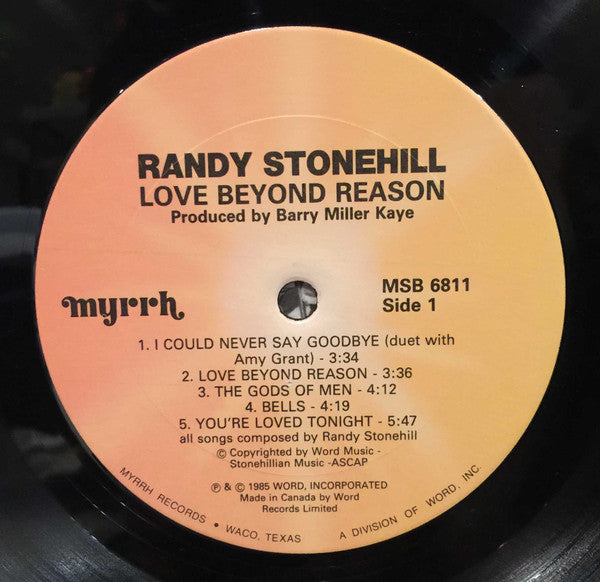 RANDY STONEHILL
LOVE BEYOND REASON
Produced by Barry Miller Kaye
myrrh
MSB 6811
Side 1
1. I COULD NEVER SAY GOODBYE (duet with
Amy Grant) - 3:34
2. LOVE BEYOND REASON - 3:36
3. THE GODS OF MEN - 4:12
4. BELLS - 4:19
5. YOU'RE LOVED TONIGHT - 5:47
all songs composed by Randy Stonehill
© Copyrighted by Word Music -
Stonehillian Music -ASCAP
℗ & © 1985 WORD, INCORPORATED
Made in Canada by Word
Records Limited
MYRRH RECORDS • WACO, TEXAS A DIVISION OF WORD, INC.